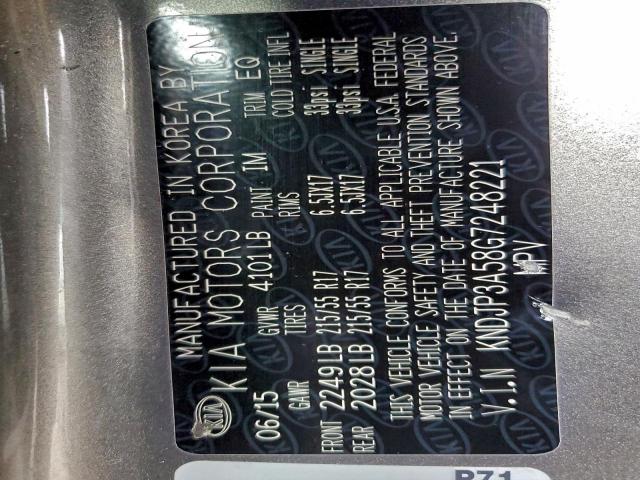 MANUFACTURED IN KOREA BY
KIA KIA MOTORS CORPORATION
06/15 GVWR 4101LB PAINT IM TRIM EQ
GAWR TIRES RIMS COLD TIRE INFL
FRONT 2249LB 215/55 R17 6.5JX17 33psi SINGLE
REAR 2028LB 215/55 R17 6.5JX17 33psi SINGLE
THIS VEHICLE CONFORMS TO ALL APPLICABLE U.S.A. FEDERAL
MOTOR VEHICLE SAFETY AND THEFT PREVENTION STANDARDS
IN EFFECT ON THE DATE OF MANUFACTURE SHOWN ABOVE.
V.I.N KNDJP3A58G7248221
MPV